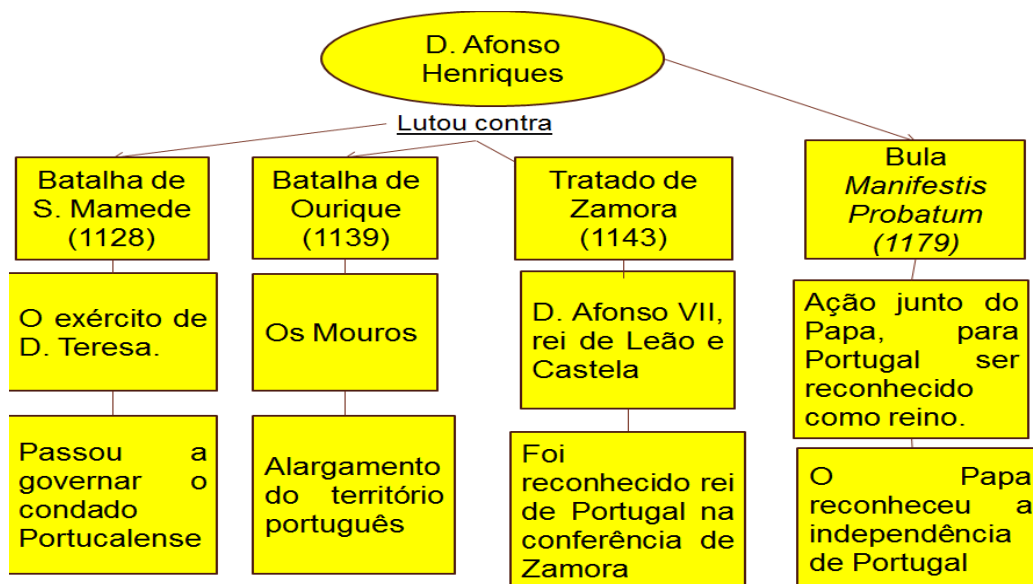 D. Afonso
Henriques
Lutou contra
Batalha de
S. Mamede
(1128)
Batalha de
Ourique
(1139)
Tratado de
Zamora
(1143)
Bula
Manifestis
Probatum
(1179)
O exército de
D. Teresa.
Os Mouros
D. Afonso VII,
rei de Leão e
Castela
Ação junto do
Papa, para
Portugal ser
reconhecido
como reino.
Passou a
governar o
condado
Portucalense
Alargamento
do território
português
Foi
reconhecido rei
de Portugal na
conferência de
Zamora
O Papa
reconheceu a
independência
de Portugal